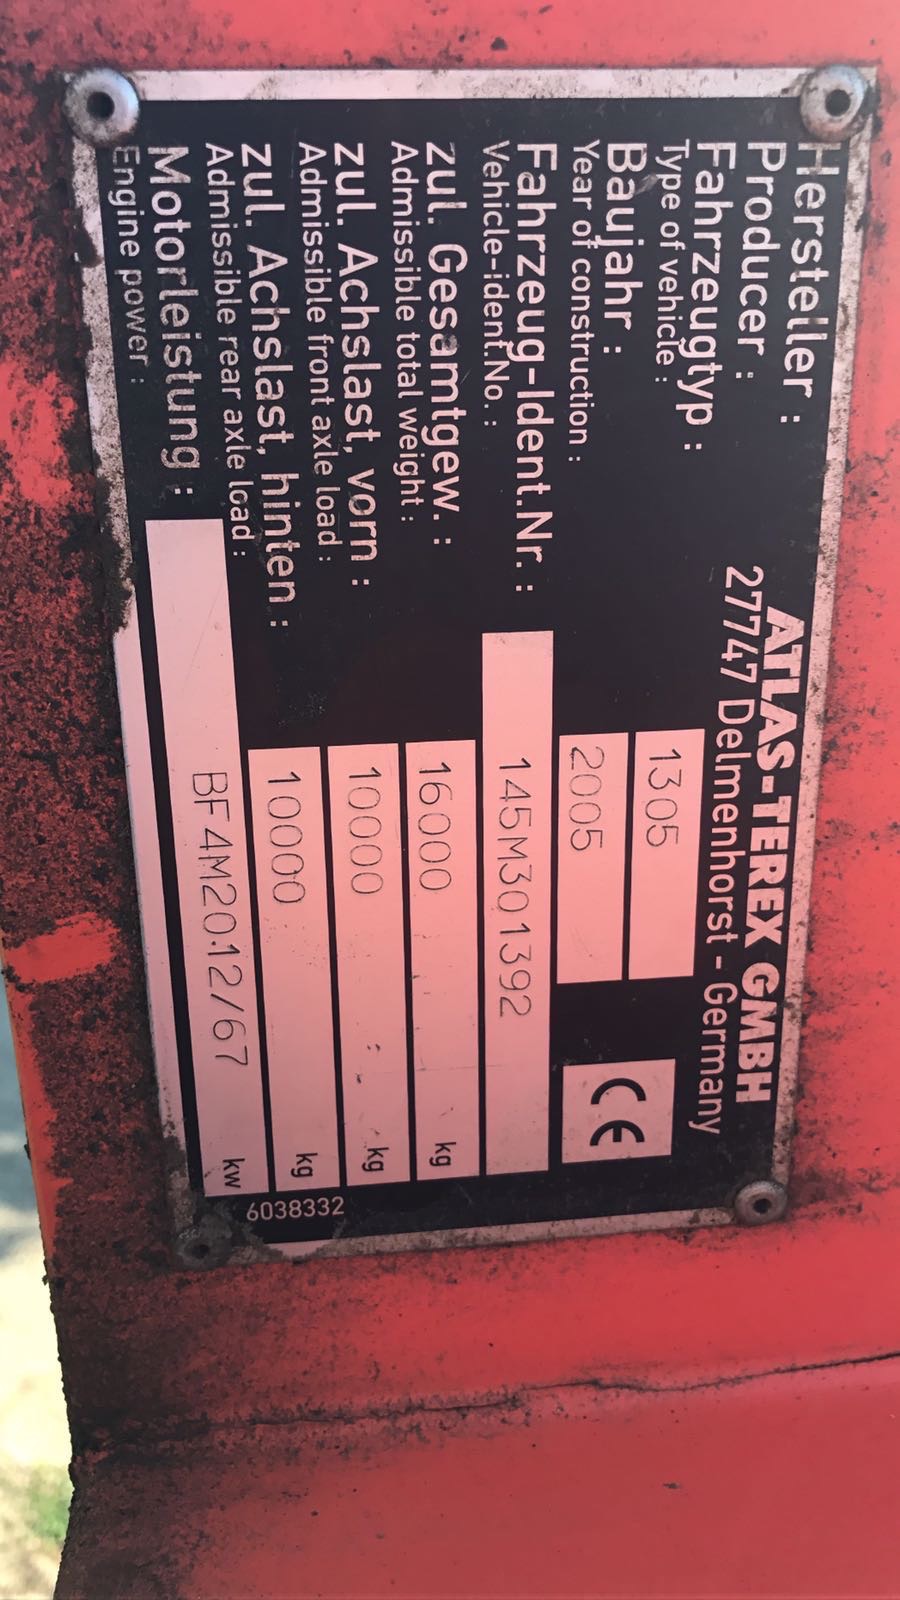 Hersteller : ATLAS-TEREX GMBH
Producer : 27747 Delmenhorst - Germany
Fahrzeugtyp : 1305
Type of vehicle :
Baujahr : 2005 CE
Year of construction :
Fahrzeug-Ident.Nr. : 145M301392
Vehicle-ident.No. :
zul. Gesamtgew. : 16000 kg
Admissible total weight :
zul. Achslast, vorn : 10000 kg
Admissible front axle load :
zul. Achslast, hinten : 10000 kg
Admissible rear axle load :
Motorleistung : BF4M2012/67 kw
Engine power :
6038332